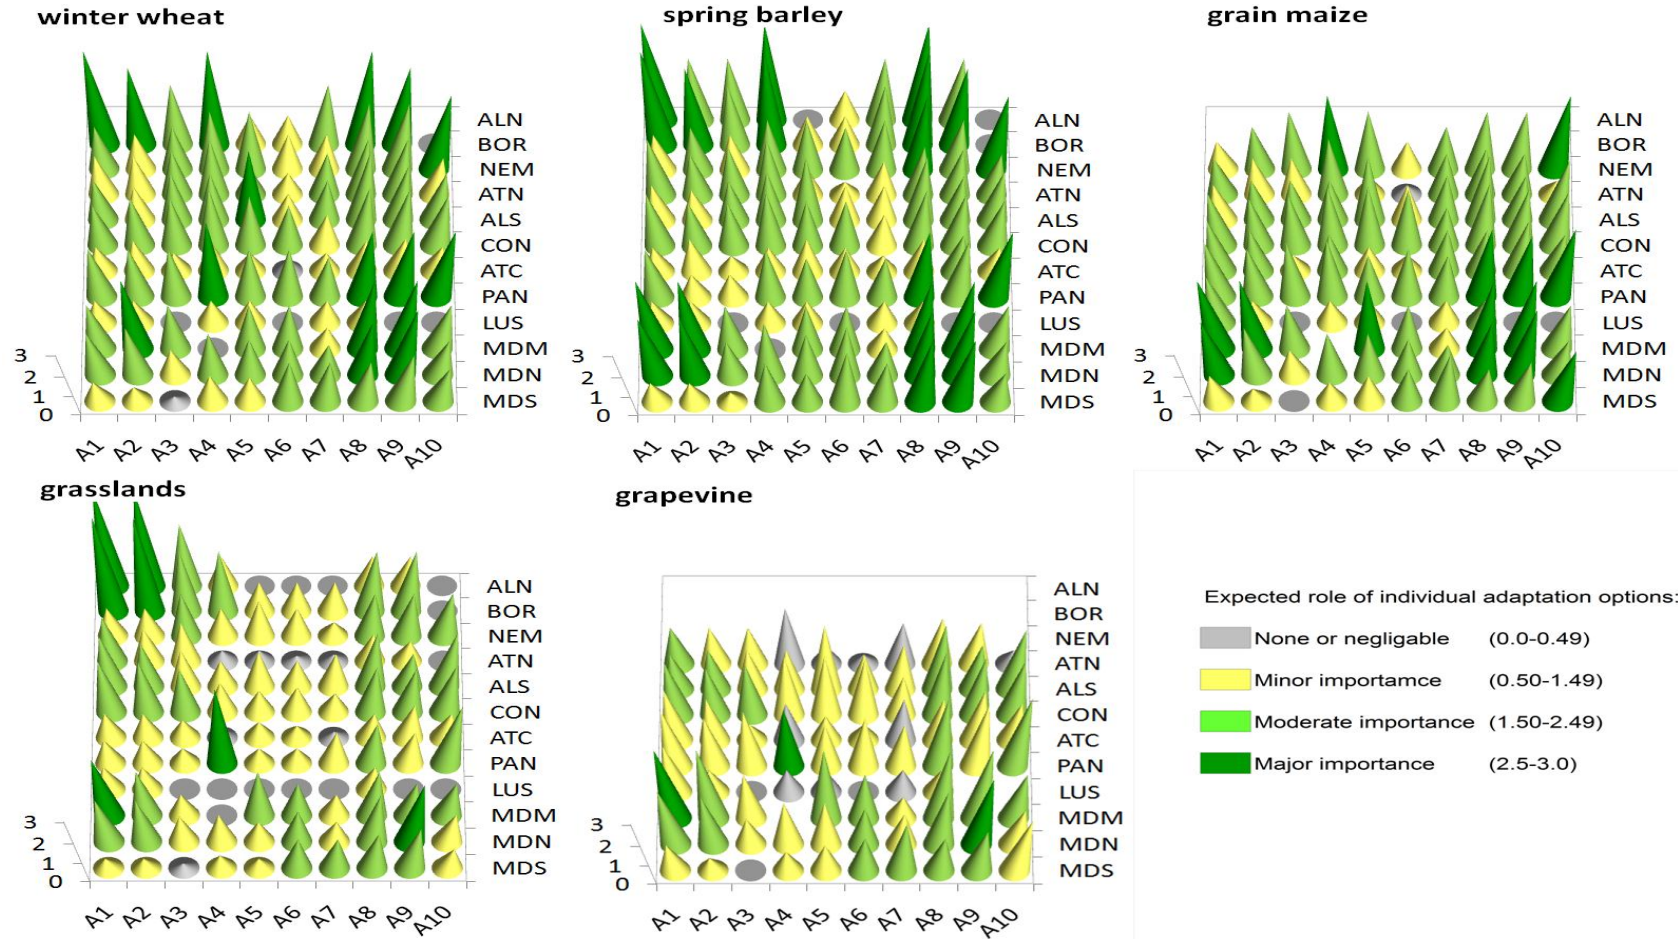 winter wheat
spring barley
grain maize
ALN
BOR
NEM
ATN
ALS
CON
ATC
PAN
LUS
MDM
MDN
MDS
3
2
1
0
A1 A2 A3 A4 A5 A6 A7 A8 A9 A10
ALN
BOR
NEM
ATN
ALS
CON
ATC
PAN
LUS
MDM
MDN
MDS
3
2
1
0
A1 A2 A3 A4 A5 A6 A7 A8 A9 A10
ALN
BOR
NEM
ATN
ALS
CON
ATC
PAN
LUS
MDM
MDN
MDS
3
2
1
0
A1 A2 A3 A4 A5 A6 A7 A8 A9 A10
grasslands
grapevine
ALN
BOR
NEM
ATN
ALS
CON
ATC
PAN
LUS
MDM
MDN
MDS
3
2
1
0
A1 A2 A3 A4 A5 A6 A7 A8 A9 A10
ALN
BOR
NEM
ATN
ALS
CON
ATC
PAN
LUS
MDM
MDN
MDS
3
2
1
0
A1 A2 A3 A4 A5 A6 A7 A8 A9 A10
Expected role of individual adaptation options:
None or negligable (0.0-0.49)
Minor importamce (0.50-1.49)
Moderate importance (1.50-2.49)
Major importance (2.5-3.0)